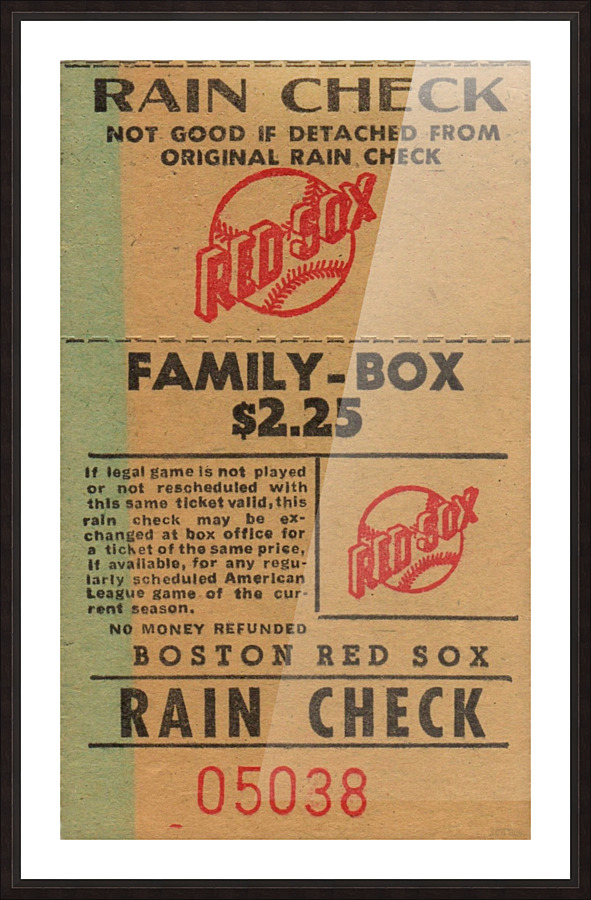 RAIN CHECK
NOT GOOD IF DETACHED FROM
ORIGINAL RAIN CHECK
RED SOX
FAMILY-BOX
$2.25
If legal game is not played
or not rescheduled with
this same ticket valid, this
rain check may be ex-
changed at box office for
a ticket of the same price,
if available, for any regu-
larly scheduled American
League game of the cur-
rent season.
NO MONEY REFUNDED
RED SOX
BOSTON RED SOX
RAIN CHECK
05038